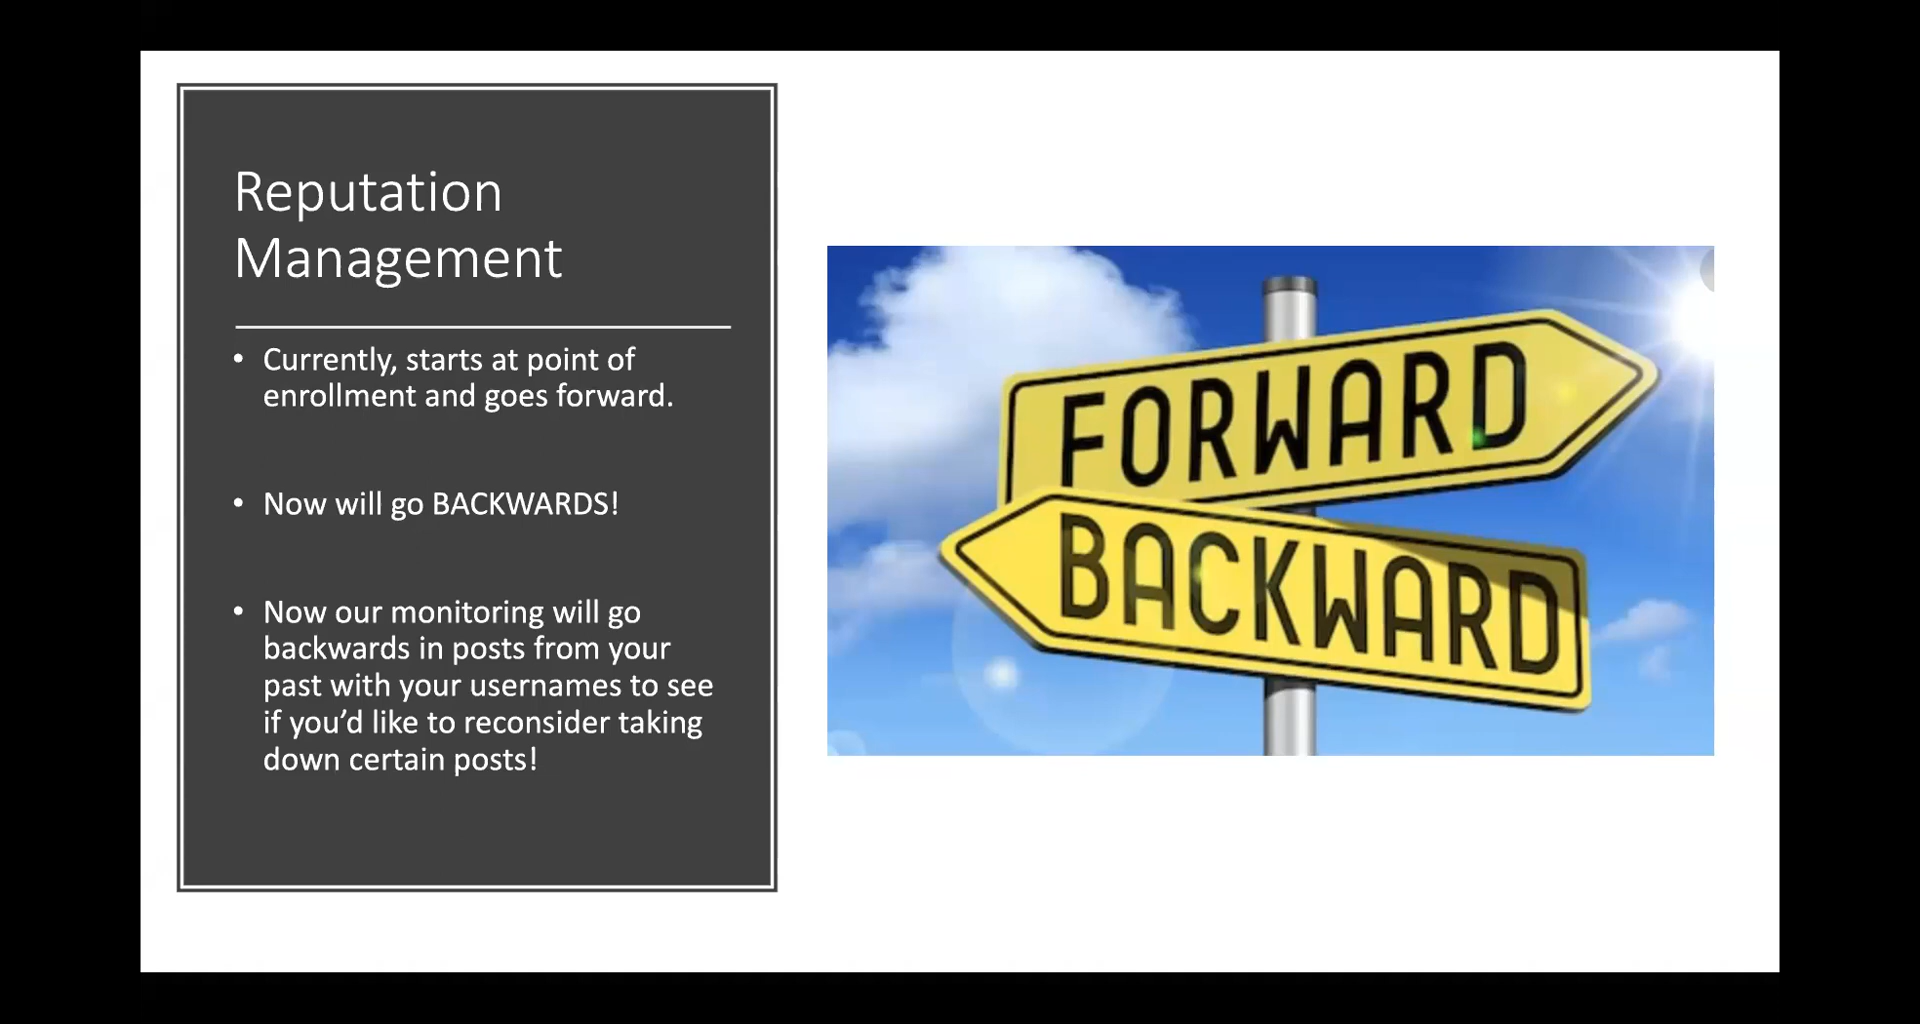 Reputation
Management
• Currently, starts at point of
enrollment and goes forward.
• Now will go BACKWARDS!
• Now our monitoring will go
backwards in posts from your
past with your usernames to see
if you’d like to reconsider taking
down certain posts!
FORWARD
BACKWARD